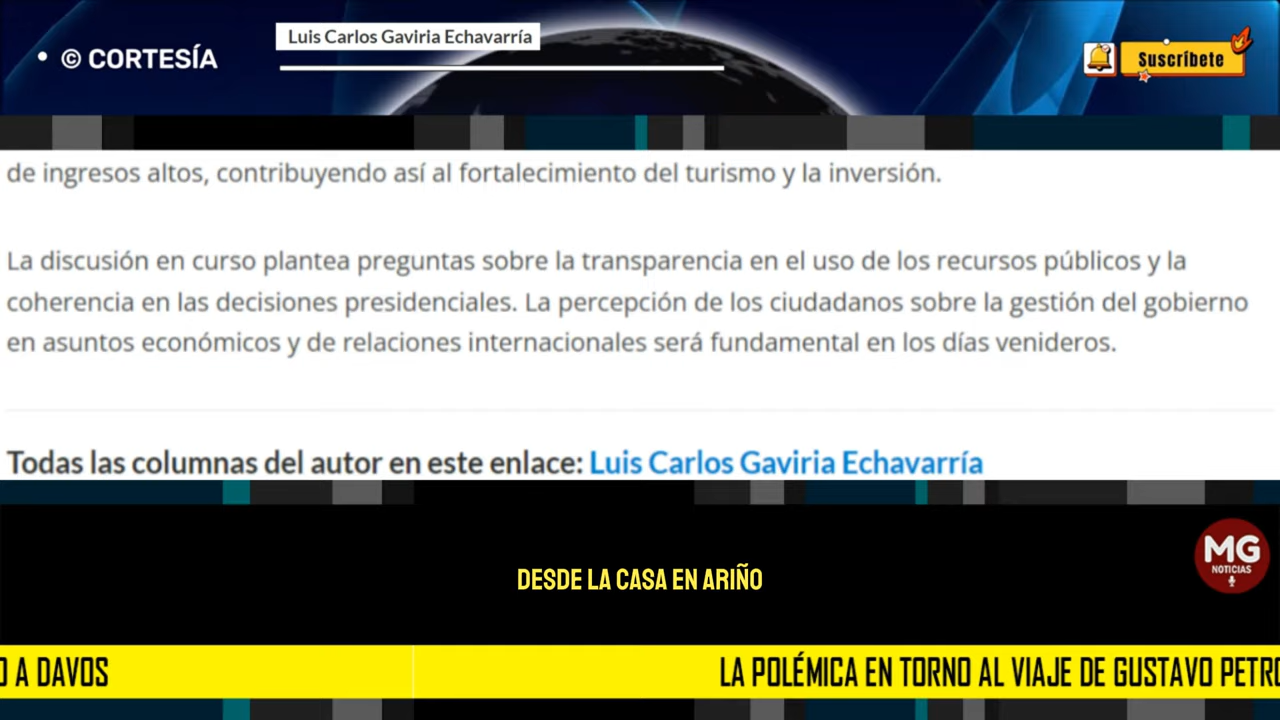 • © CORTESÍA
Luis Carlos Gaviria Echavarría
Suscríbete
de ingresos altos, contribuyendo así al fortalecimiento del turismo y la inversión.
La discusión en curso plantea preguntas sobre la transparencia en el uso de los recursos públicos y la
coherencia en las decisiones presidenciales. La percepción de los ciudadanos sobre la gestión del gobierno
en asuntos económicos y de relaciones internacionales será fundamental en los días venideros.
Todas las columnas del autor en este enlace: Luis Carlos Gaviria Echavarría
DESDE LA CASA EN ARIÑO
MG
NOTICIAS
O A DAVOS
LA POLÉMICA EN TORNO AL VIAJE DE GUSTAVO PETRO